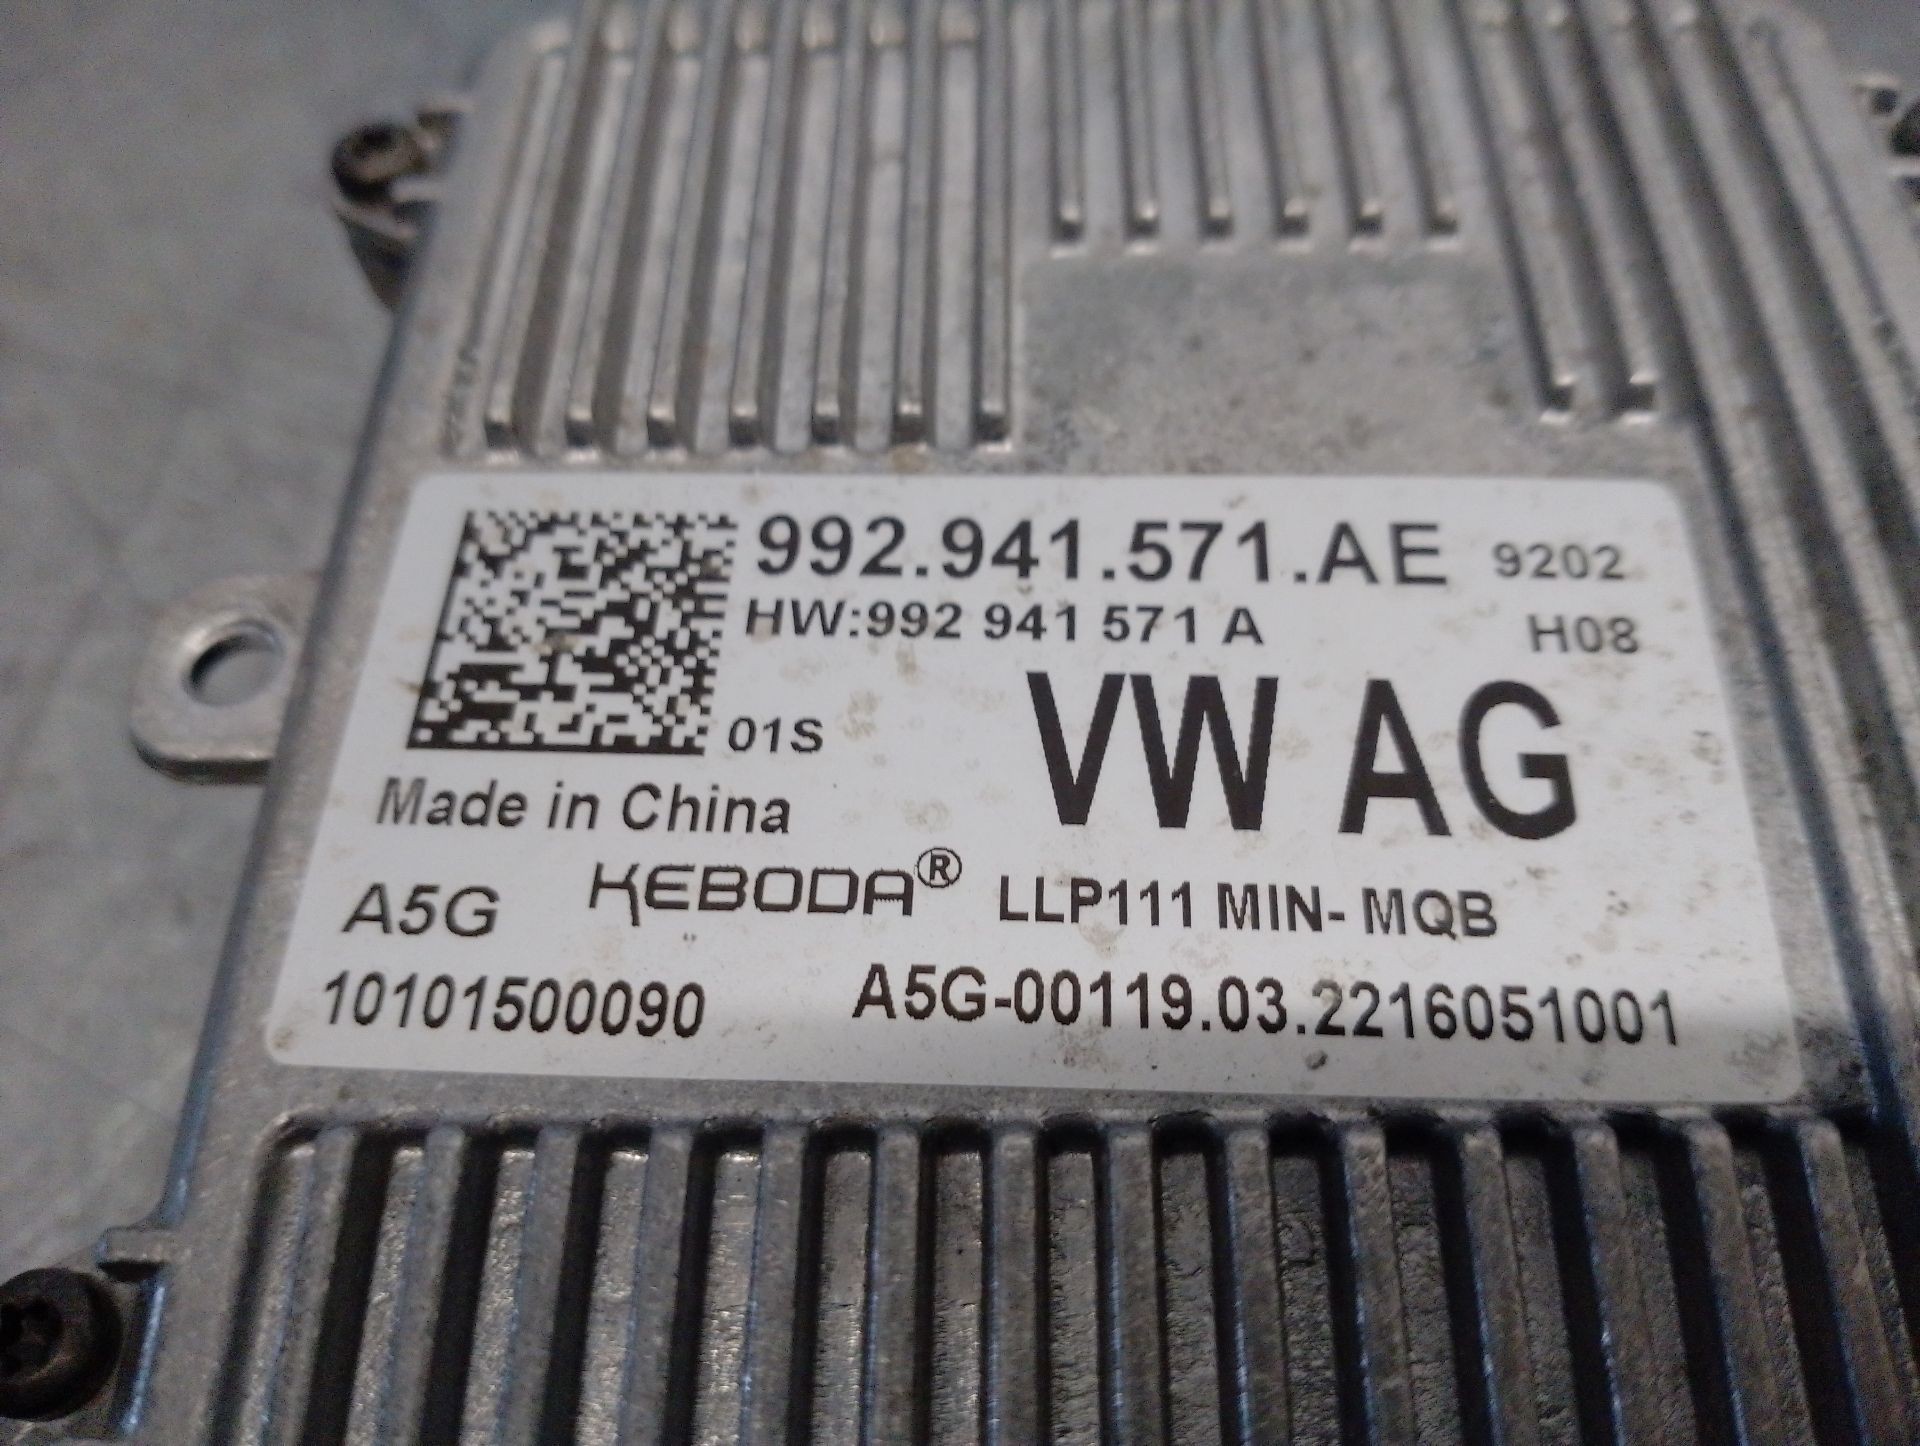 992.941.571.AE 9202
HW:992 941 571 A H08
01S VW AG
Made in China
A5G KEBODA® LLP111 MIN- MQB
10101500090 A5G-00119.03.2216051001